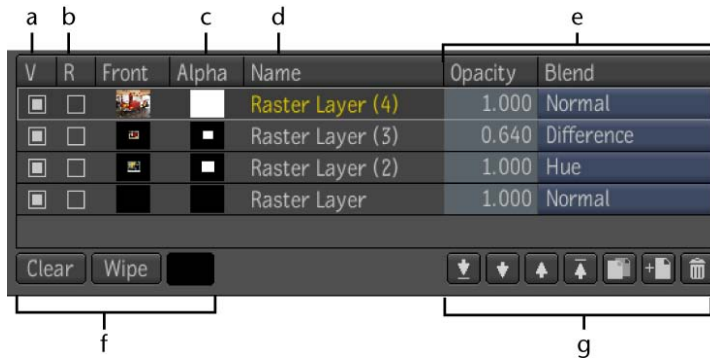 a b c d e
V R Front Alpha Name Opacity Blend
Raster Layer (4) 1.000 Normal
Raster Layer (3) 0.640 Difference
Raster Layer (2) 1.000 Hue
Raster Layer 1.000 Normal
Clear Wipe
f g